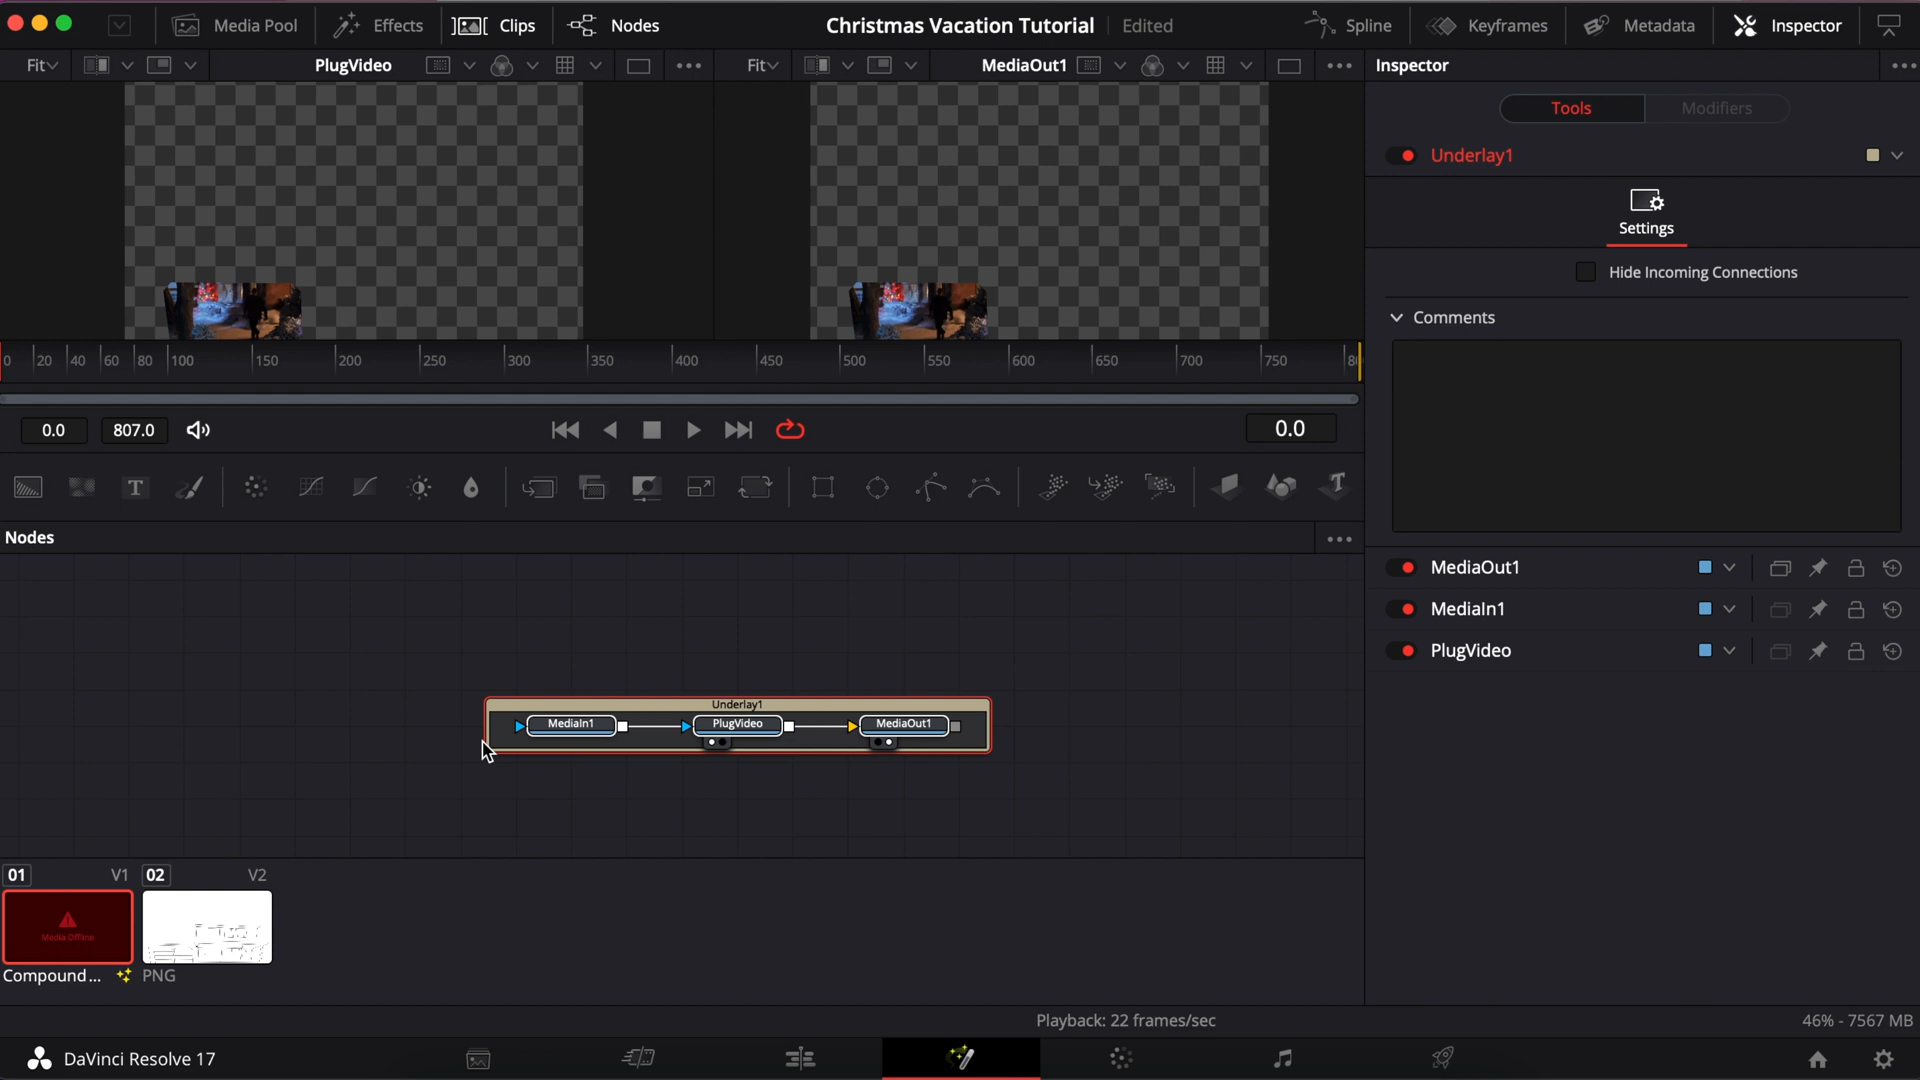 Media Pool
Effects
Clips
Nodes
Christmas Vacation Tutorial
Edited
Spline
Keyframes
Metadata
Inspector
Fit
PlugVideo
Fit
MediaOut1
Inspector
Tools
Modifiers
Underlay1
Settings
Hide Incoming Connections
Comments
0 20 40 60 80 100 150 200 250 300 350 400 450 500 550 600 650 700 750
0.0
807.0
0.0
T
T
Nodes
MediaOut1
MediaIn1
PlugVideo
Underlay1
MediaIn1
PlugVideo
MediaOut1
01
V1
02
V2
Media Offline
Compound...
PNG
Playback: 22 frames/sec
46% - 7567 MB
DaVinci Resolve 17